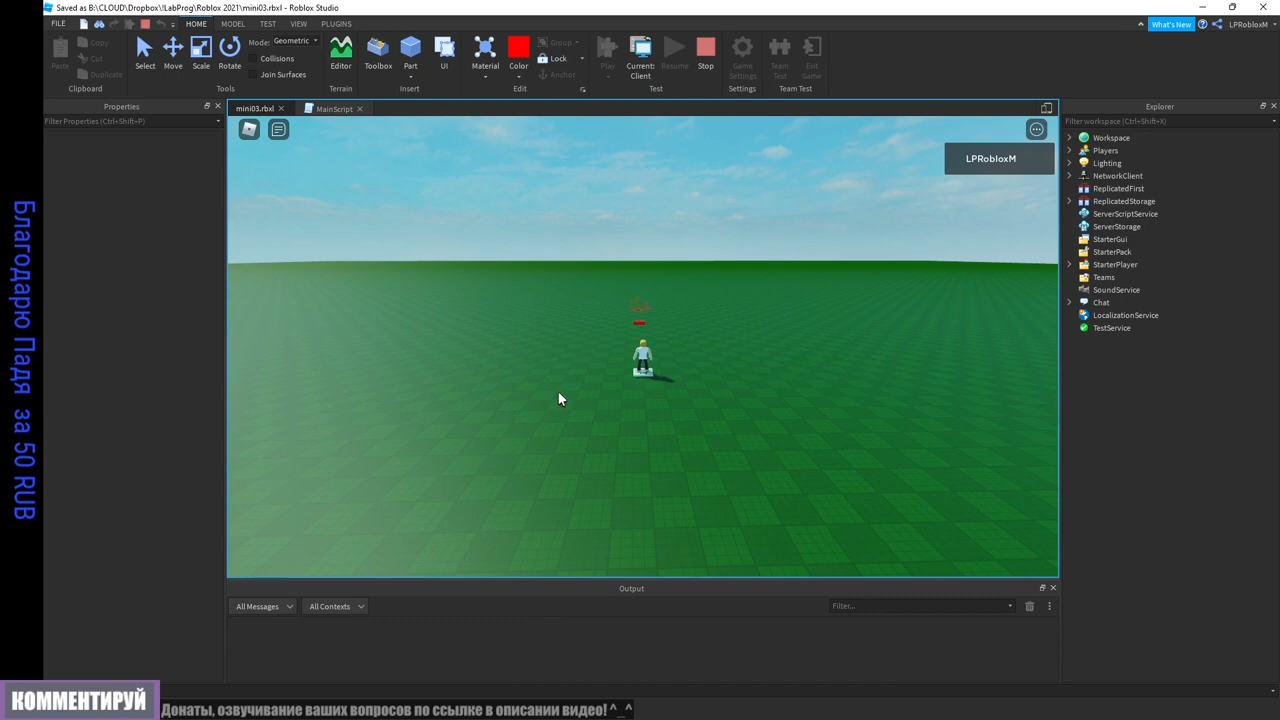 Saved as B:\CLOUD\Dropbox\!LabProg\Roblox 2021\mini03.rbxl - Roblox Studio
FILE HOME MODEL TEST VIEW PLUGINS What's New LPRobloxM
Paste Copy Cut Duplicate
Clipboard
Select Move Scale Rotate
Mode: Geometric
Collisions
Join Surfaces
Tools
Editor
Terrain
Toolbox Part UI
Insert
Material Color
Group
Lock
Anchor
Edit
Play Current: Client Resume Stop
Test
Game Settings
Settings
Team Test Exit Game
Team Test
Properties
Filter Properties (Ctrl+Shift+P)
mini03.rbxl MainScript
LPRobloxM
Explorer
Filter workspace (Ctrl+Shift+X)
Workspace
Players
Lighting
NetworkClient
ReplicatedFirst
ReplicatedStorage
ServerScriptService
ServerStorage
StarterGui
StarterPack
StarterPlayer
Teams
SoundService
Chat
LocalizationService
TestService
Output
All Messages All Contexts Filter...
Благодарю Падя за 50 RUB
КОММЕНТИРУЙ
Донаты, озвучивание ваших вопросов по ссылке в описании видео! ^_^